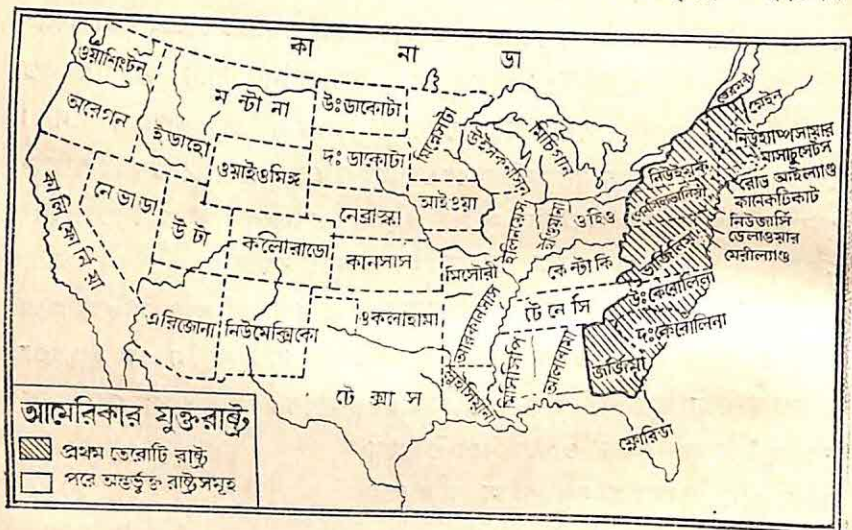 কা না ডা
ওয়াশিংটন
অরেগন
ইডাহো
মন্টানা
উঃডাকোটা
দঃডাকোটা
ওয়াইওমিঙ্গ
মিনেসাটা
উইসকনসিন
মিচিগান
ভেরমন্ট
মেইন
নিউহ্যাম্পসায়ার
মাসাচুসেটস
রোড আইল্যাণ্ড
কানেকটিকাট
নিউজার্সি
ডেলাওয়ার
মেরীল্যাণ্ড
নিউইয়র্ক
পেনসিলভানিয়া
নে ভা ডা
উ টা
কলোরাডো
নেব্রাস্কা
আইওয়া
ইলিনয়স
ইণ্ডিয়ানা
ওহিও
ক্যালিফোর্নিয়া
কানসাস
মিসৌরী
কেন্টাকি
ভার্জিনিয়া
উঃকেরোলিনা
দঃকেরোলিনা
টে নে সি
এরিজোনা
নিউমেক্সিকো
ওকলাহামা
আরকানসাস
মিসিসিপি
আলাবামা
জর্জিয়া
টে ক্সা স
লুইসিয়ানা
ফ্লোরিডা
আমেরিকার যুক্তরাষ্ট্র
প্রথম তেরোটি রাষ্ট্র
পরে অন্তর্ভুক্ত রাষ্ট্রসমূহ